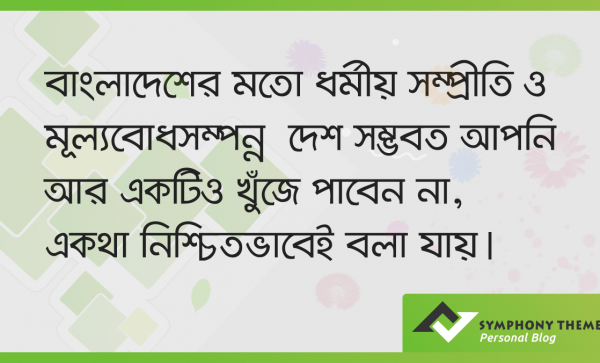 বাংলাদেশের মতো ধর্মীয় সম্প্রীতি ও
মূল্যবোধসম্পন্ন দেশ সম্ভবত আপনি
আর একটিও খুঁজে পাবেন না,
একথা নিশ্চিতভাবেই বলা যায়।
SYMPHONY THEME
Personal Blog